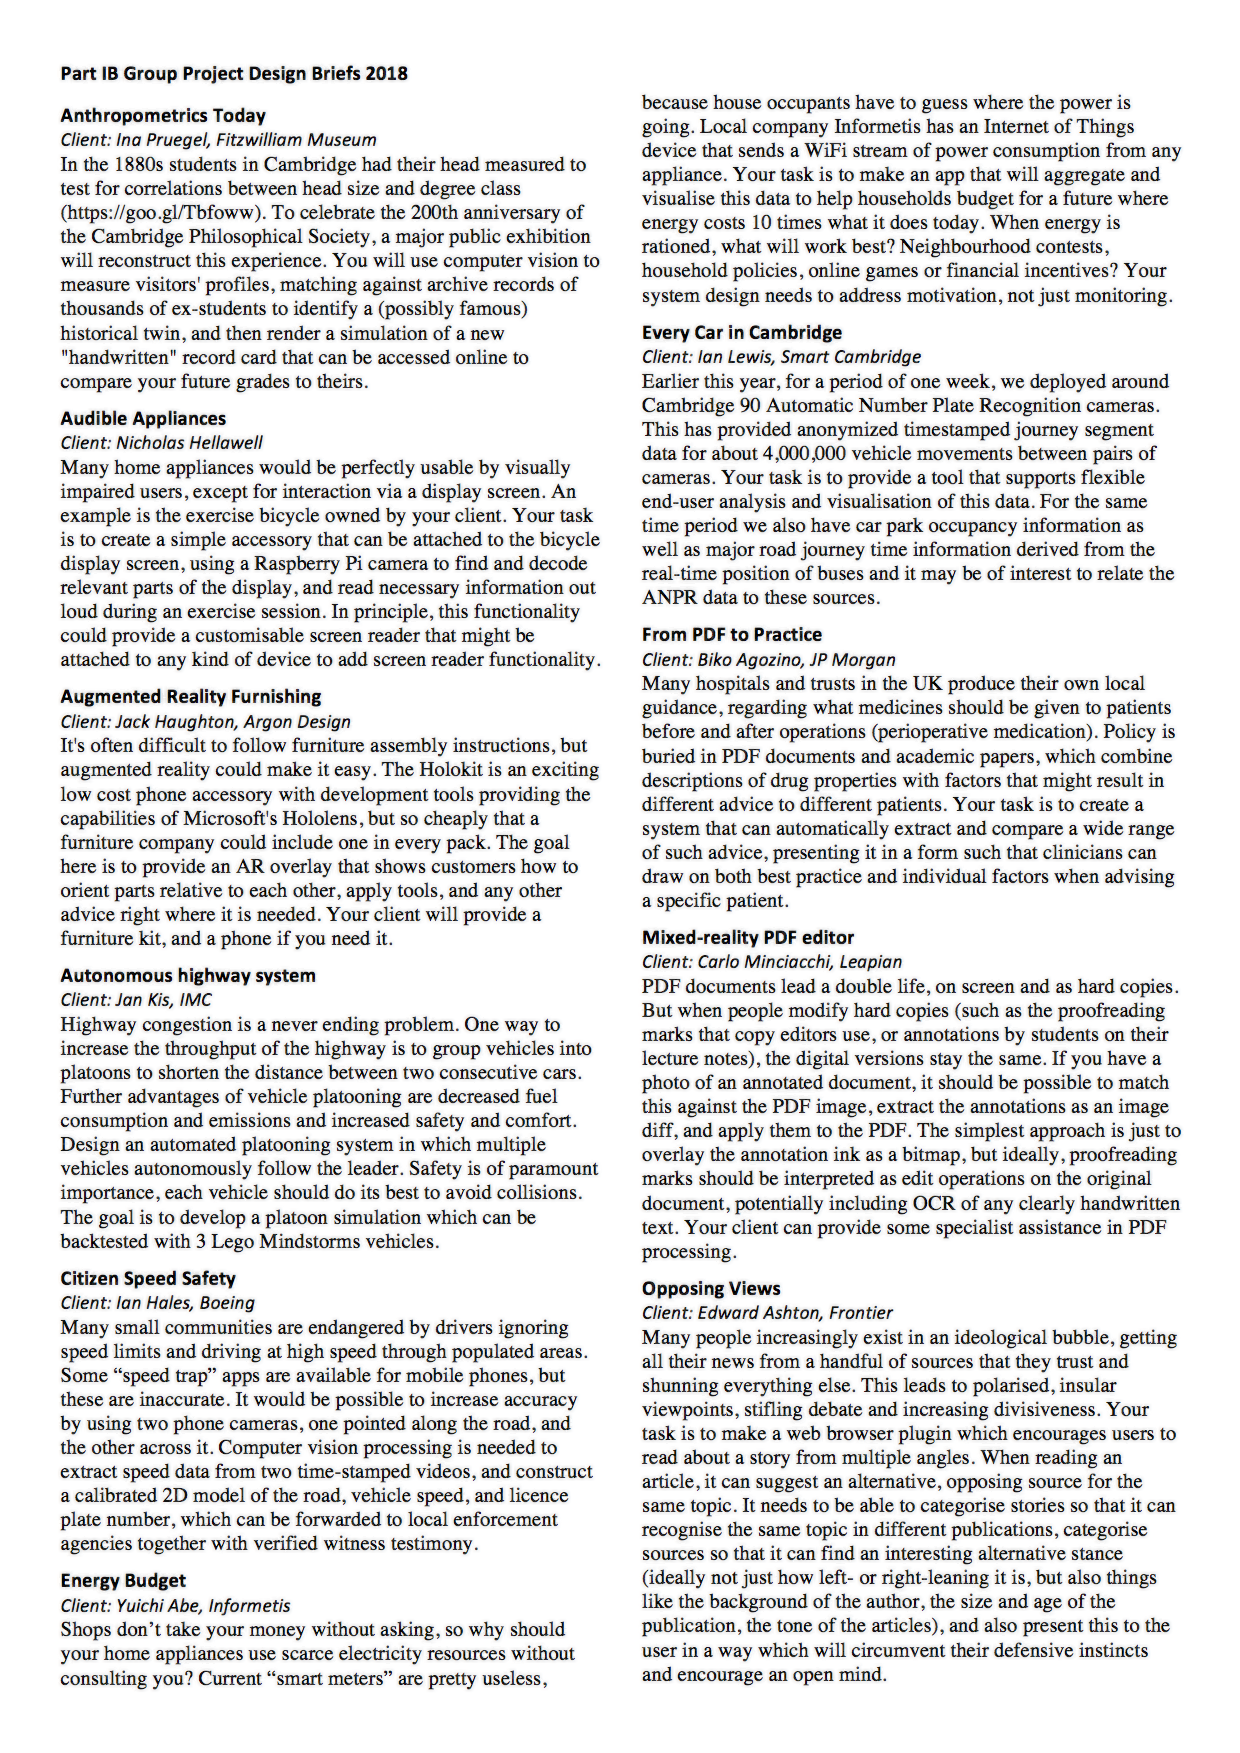 Part IB Group Project Design Briefs 2018
Anthropometrics Today
Client: Ina Pruegel, Fitzwilliam Museum
In the 1880s students in Cambridge had their head measured to
test for correlations between head size and degree class
(https://goo.gl/Tbfoww). To celebrate the 200th anniversary of
the Cambridge Philosophical Society, a major public exhibition
will reconstruct this experience. You will use computer vision to
measure visitors' profiles, matching against archive records of
thousands of ex-students to identify a (possibly famous)
historical twin, and then render a simulation of a new
"handwritten" record card that can be accessed online to
compare your future grades to theirs.
Audible Appliances
Client: Nicholas Hellawell
Many home appliances would be perfectly usable by visually
impaired users, except for interaction via a display screen. An
example is the exercise bicycle owned by your client. Your task
is to create a simple accessory that can be attached to the bicycle
display screen, using a Raspberry Pi camera to find and decode
relevant parts of the display, and read necessary information out
loud during an exercise session. In principle, this functionality
could provide a customisable screen reader that might be
attached to any kind of device to add screen reader functionality.
Augmented Reality Furnishing
Client: Jack Haughton, Argon Design
It's often difficult to follow furniture assembly instructions, but
augmented reality could make it easy. The Holokit is an exciting
low cost phone accessory with development tools providing the
capabilities of Microsoft's Hololens, but so cheaply that a
furniture company could include one in every pack. The goal
here is to provide an AR overlay that shows customers how to
orient parts relative to each other, apply tools, and any other
advice right where it is needed. Your client will provide a
furniture kit, and a phone if you need it.
Autonomous highway system
Client: Jan Kis, IMC
Highway congestion is a never ending problem. One way to
increase the throughput of the highway is to group vehicles into
platoons to shorten the distance between two consecutive cars.
Further advantages of vehicle platooning are decreased fuel
consumption and emissions and increased safety and comfort.
Design an automated platooning system in which multiple
vehicles autonomously follow the leader. Safety is of paramount
importance, each vehicle should do its best to avoid collisions.
The goal is to develop a platoon simulation which can be
backtested with 3 Lego Mindstorms vehicles.
Citizen Speed Safety
Client: Ian Hales, Boeing
Many small communities are endangered by drivers ignoring
speed limits and driving at high speed through populated areas.
Some “speed trap” apps are available for mobile phones, but
these are inaccurate. It would be possible to increase accuracy
by using two phone cameras, one pointed along the road, and
the other across it. Computer vision processing is needed to
extract speed data from two time-stamped videos, and construct
a calibrated 2D model of the road, vehicle speed, and licence
plate number, which can be forwarded to local enforcement
agencies together with verified witness testimony.
Energy Budget
Client: Yuichi Abe, Informetis
Shops don’t take your money without asking, so why should
your home appliances use scarce electricity resources without
consulting you? Current “smart meters” are pretty useless,
because house occupants have to guess where the power is
going. Local company Informetis has an Internet of Things
device that sends a WiFi stream of power consumption from any
appliance. Your task is to make an app that will aggregate and
visualise this data to help households budget for a future where
energy costs 10 times what it does today. When energy is
rationed, what will work best? Neighbourhood contests,
household policies, online games or financial incentives? Your
system design needs to address motivation, not just monitoring.
Every Car in Cambridge
Client: Ian Lewis, Smart Cambridge
Earlier this year, for a period of one week, we deployed around
Cambridge 90 Automatic Number Plate Recognition cameras.
This has provided anonymized timestamped journey segment
data for about 4,000,000 vehicle movements between pairs of
cameras. Your task is to provide a tool that supports flexible
end-user analysis and visualisation of this data. For the same
time period we also have car park occupancy information as
well as major road journey time information derived from the
real-time position of buses and it may be of interest to relate the
ANPR data to these sources.
From PDF to Practice
Client: Biko Agozino, JP Morgan
Many hospitals and trusts in the UK produce their own local
guidance, regarding what medicines should be given to patients
before and after operations (perioperative medication). Policy is
buried in PDF documents and academic papers, which combine
descriptions of drug properties with factors that might result in
different advice to different patients. Your task is to create a
system that can automatically extract and compare a wide range
of such advice, presenting it in a form such that clinicians can
draw on both best practice and individual factors when advising
a specific patient.
Mixed-reality PDF editor
Client: Carlo Minciacchi, Leapian
PDF documents lead a double life, on screen and as hard copies.
But when people modify hard copies (such as the proofreading
marks that copy editors use, or annotations by students on their
lecture notes), the digital versions stay the same. If you have a
photo of an annotated document, it should be possible to match
this against the PDF image, extract the annotations as an image
diff, and apply them to the PDF. The simplest approach is just to
overlay the annotation ink as a bitmap, but ideally, proofreading
marks should be interpreted as edit operations on the original
document, potentially including OCR of any clearly handwritten
text. Your client can provide some specialist assistance in PDF
processing.
Opposing Views
Client: Edward Ashton, Frontier
Many people increasingly exist in an ideological bubble, getting
all their news from a handful of sources that they trust and
shunning everything else. This leads to polarised, insular
viewpoints, stifling debate and increasing divisiveness. Your
task is to make a web browser plugin which encourages users to
read about a story from multiple angles. When reading an
article, it can suggest an alternative, opposing source for the
same topic. It needs to be able to categorise stories so that it can
recognise the same topic in different publications, categorise
sources so that it can find an interesting alternative stance
(ideally not just how left- or right-leaning it is, but also things
like the background of the author, the size and age of the
publication, the tone of the articles), and also present this to the
user in a way which will circumvent their defensive instincts
and encourage an open mind.